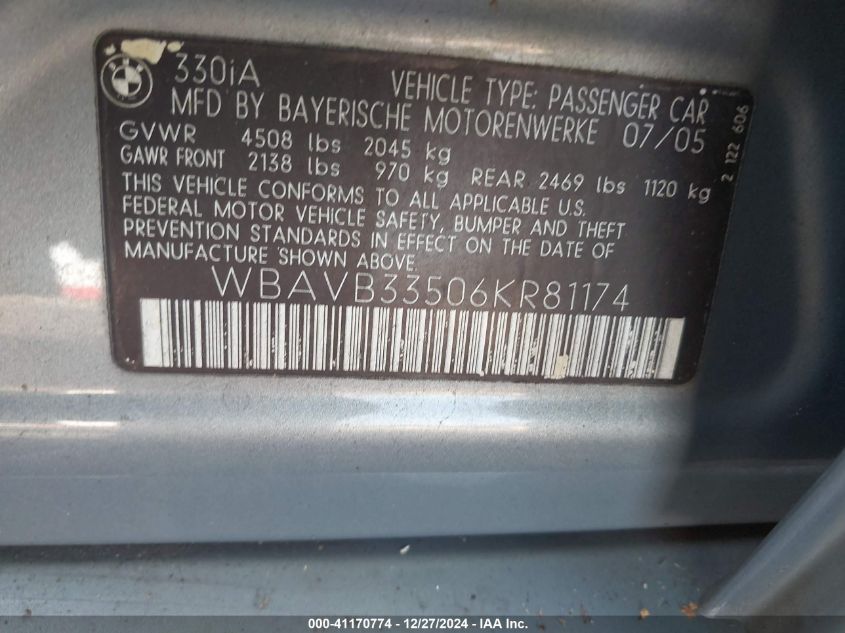 330iA VEHICLE TYPE: PASSENGER CAR
MFD BY BAYERISCHE MOTORENWERKE 07/05
GVWR 4508 lbs 2045 kg
GAWR FRONT 2138 lbs 970 kg REAR 2469 lbs 1120 kg
THIS VEHICLE CONFORMS TO ALL APPLICABLE U.S.
FEDERAL MOTOR VEHICLE SAFETY, BUMPER AND THEFT
PREVENTION STANDARDS IN EFFECT ON THE DATE OF
MANUFACTURE SHOWN ABOVE.
WBAVB33506KR81174
2 122 606
000-41170774 - 12/27/2024 - IAA Inc.